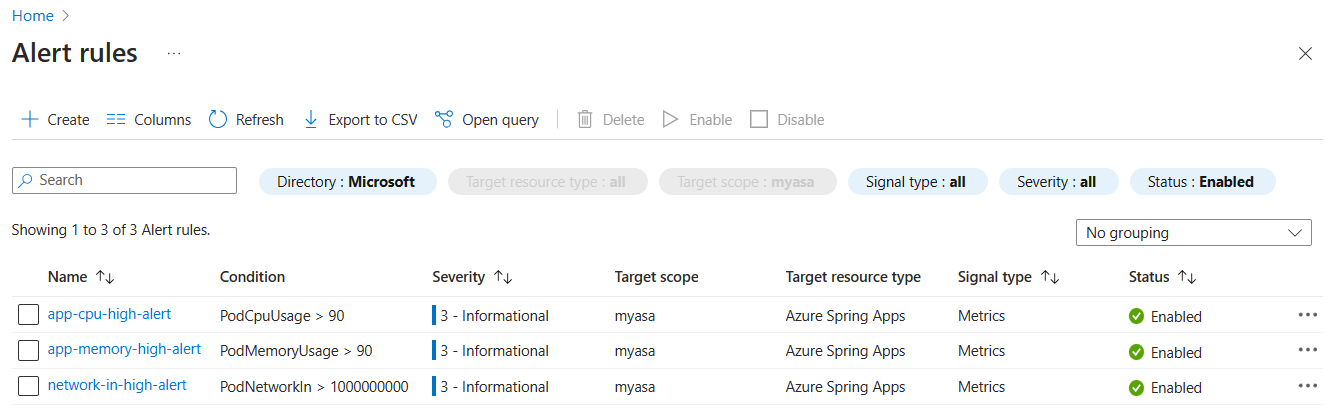 Home >
Alert rules ...
Create Columns Refresh Export to CSV Open query Delete Enable Disable
Search Directory : Microsoft Target resource type : all Target scope : myasa Signal type : all Severity : all Status : Enabled
Showing 1 to 3 of 3 Alert rules.
No grouping
Name Condition Severity Target scope Target resource type Signal type Status
app-cpu-high-alert PodCpuUsage > 90 3 - Informational myasa Azure Spring Apps Metrics Enabled
app-memory-high-alert PodMemoryUsage > 90 3 - Informational myasa Azure Spring Apps Metrics Enabled
network-in-high-alert PodNetworkIn > 1000000000 3 - Informational myasa Azure Spring Apps Metrics Enabled